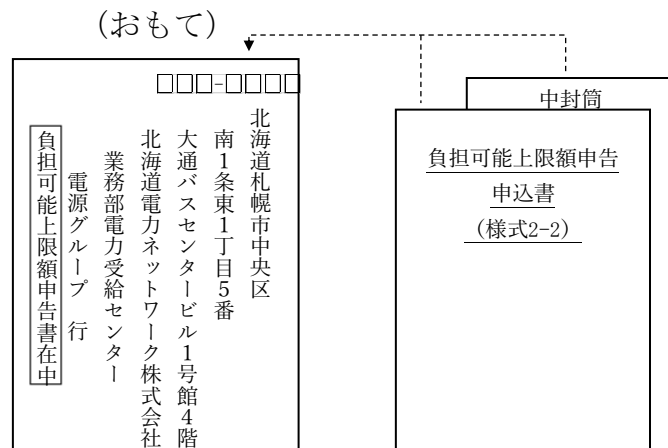 (おもて)
□□□-□□□□
北海道札幌市中央区
南1条東1丁目5番
大通バスセンタービル1号館4階
北海道電力ネットワーク株式会社
業務部電力受給センター
電源グループ 行
負担可能上限額申告書在中
中封筒
負担可能上限額申告
申込書
(様式2-2)